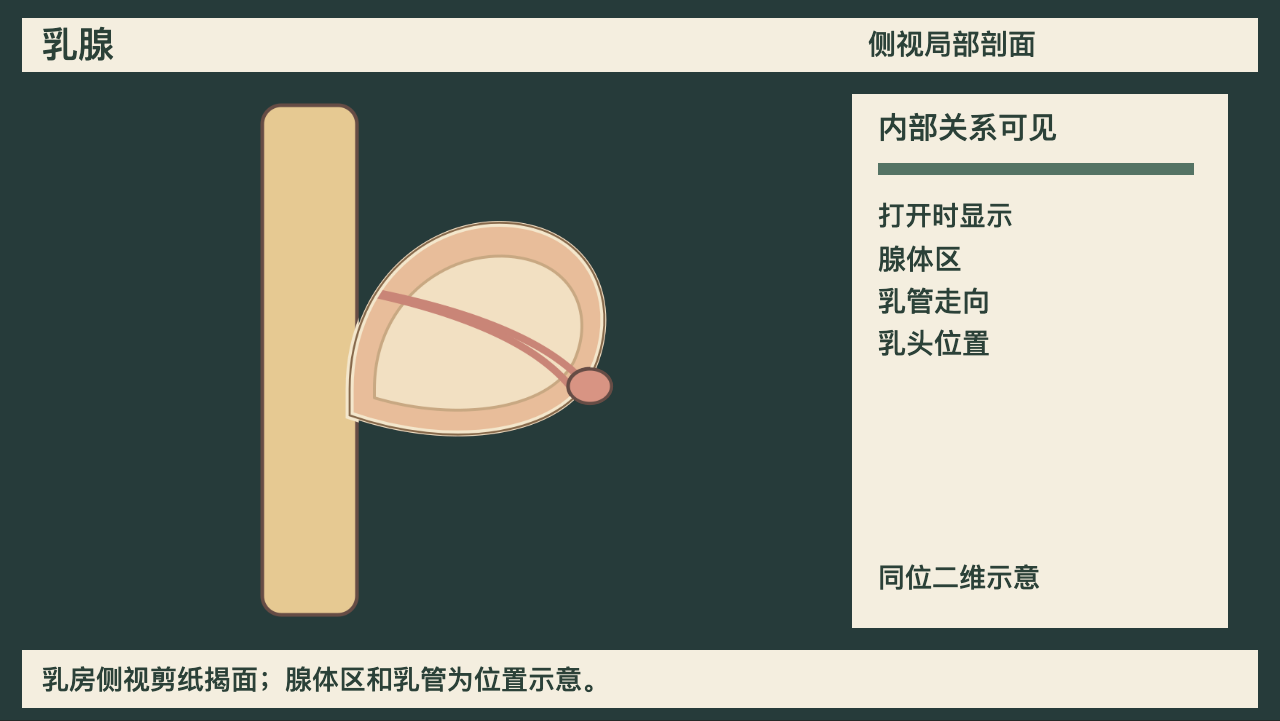 乳腺
侧视局部剖面
内部关系可见
打开时显示
腺体区
乳管走向
乳头位置
同位二维示意
乳房侧视剪纸揭面；腺体区和乳管为位置示意。